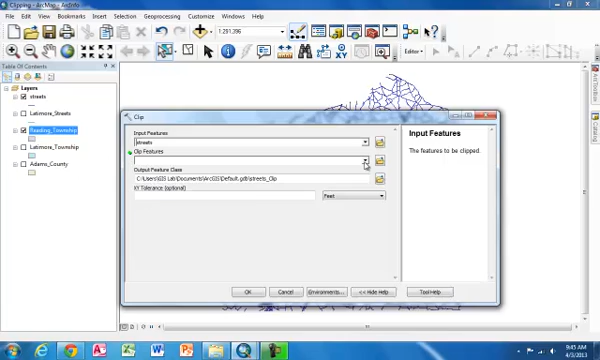 Clipping - ArcMap - ArcInfo
File Edit View Bookmarks Insert Selection Geoprocessing Customize Windows Help
1:291,396
Editor
Table Of Contents
Layers
streets
Latimore_Streets
Reading_Township
Latimore_Township
Adams_County
Clip
Input Features
streets
Clip Features
Output Feature Class
C:\Users\GIS Lab\Documents\ArcGIS\Default.gdb\streets_Clip
XY Tolerance (optional)
Feet
OK Cancel Environments... << Hide Help Tool Help
Input Features
The features to be clipped.
ArcToolbox
9:45 AM
4/3/2013